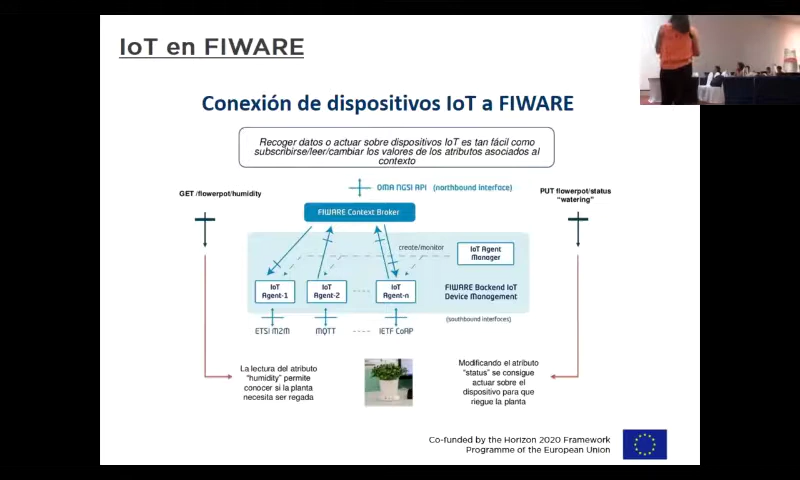 IoT en FIWARE
Conexión de dispositivos IoT a FIWARE
Recoger datos o actuar sobre dispositivos IoT es tan fácil como
subscribirse/leer/cambiar los valores de los atributos asociados al
contexto
GET /flowerpot/humidity
OMA NGSI API (northbound interface)
PUT flowerpot/status
"watering"
FIWARE Context Broker
create/monitor
IoT Agent
Manager
IoT
Agent-1
IoT
Agent-2
IoT
Agent-n
FIWARE Backend IoT
Device Management
(southbound interfaces)
ETSI M2M
MQTT
IETF CoAP
La lectura del atributo
"humidity" permite
conocer si la planta
necesita ser regada
Modificando el atributo
"status" se consigue
actuar sobre el
dispositivo para que
riegue la planta
Co-funded by the Horizon 2020 Framework
Programme of the European Union